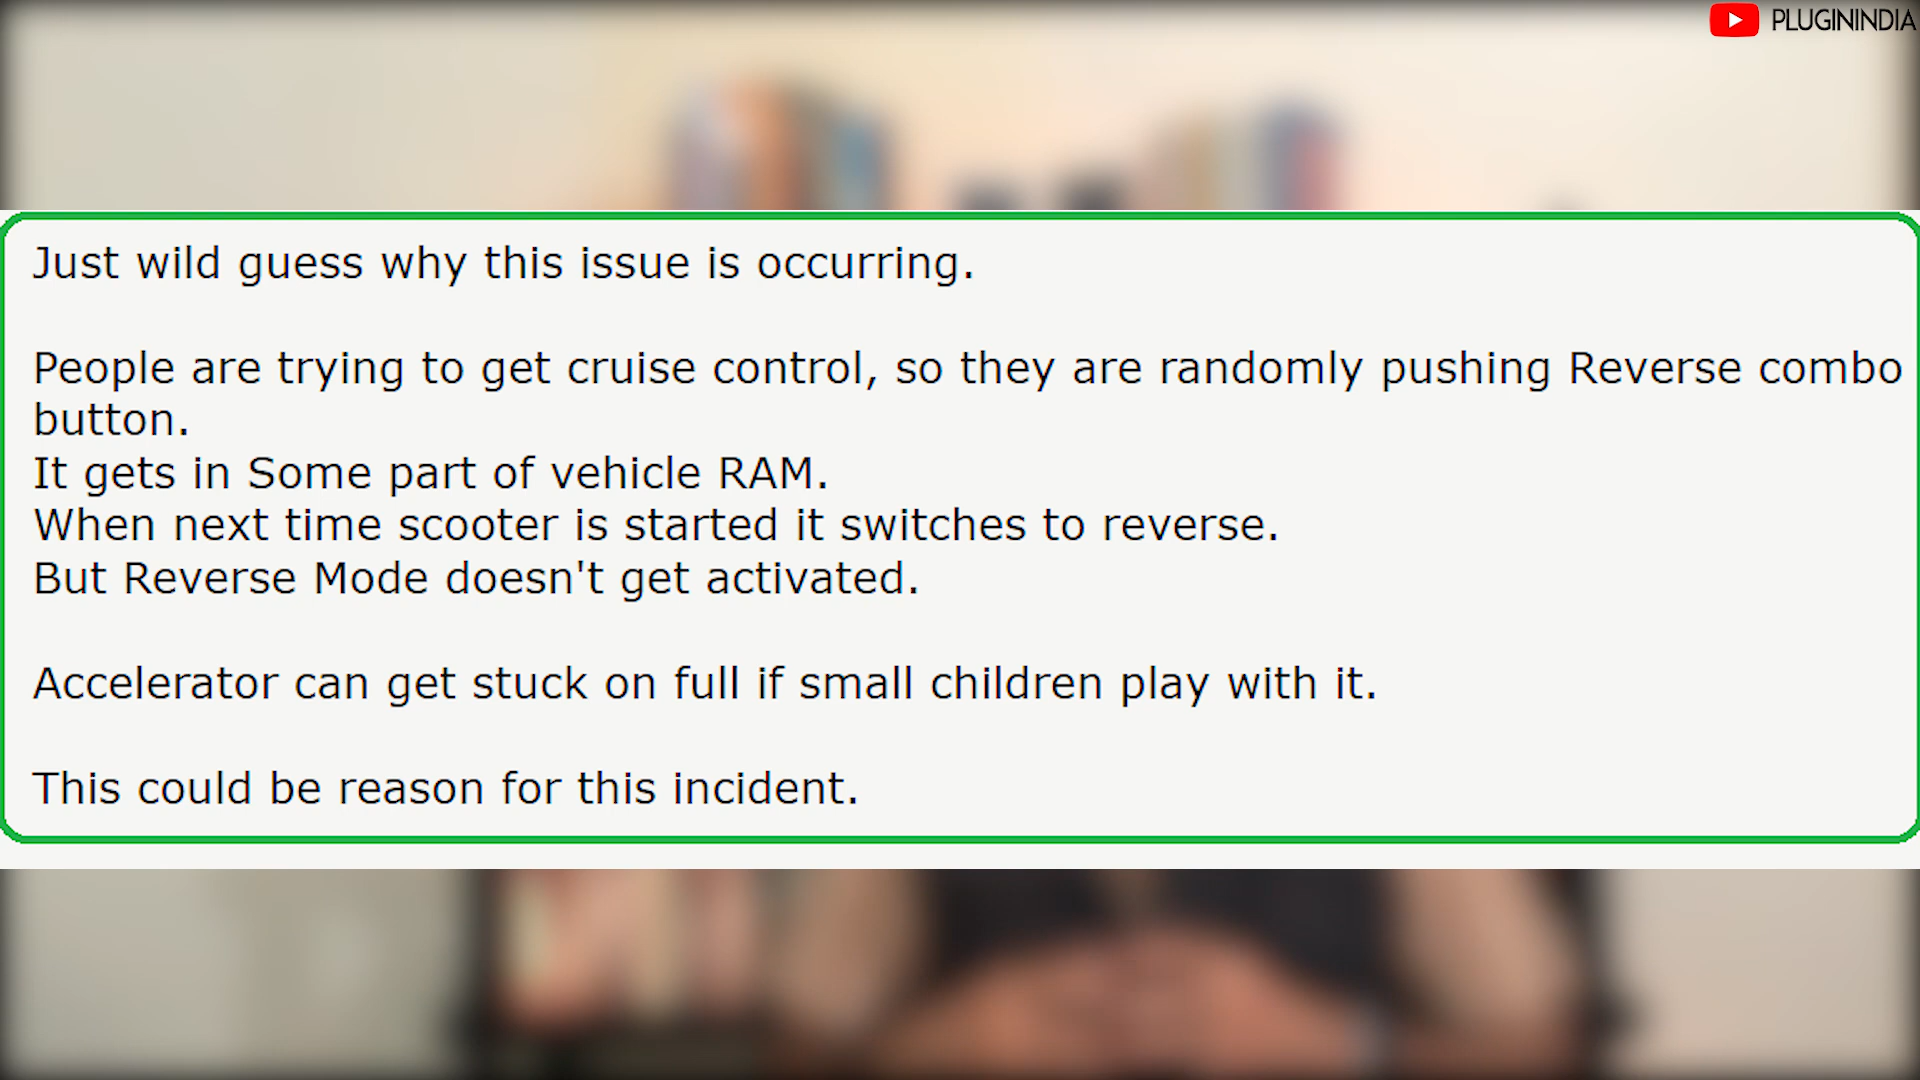 PLUGININDIA
Just wild guess why this issue is occurring.
People are trying to get cruise control, so they are randomly pushing Reverse combo
button.
It gets in Some part of vehicle RAM.
When next time scooter is started it switches to reverse.
But Reverse Mode doesn't get activated.
Accelerator can get stuck on full if small children play with it.
This could be reason for this incident.